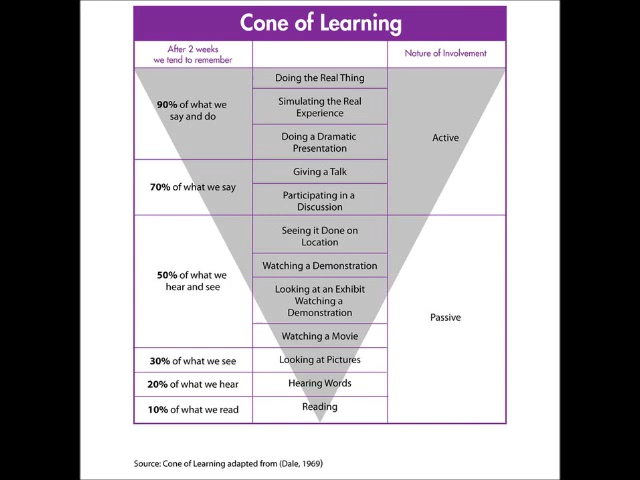 Cone of Learning
After 2 weeks
we tend to remember
Nature of Involvement
90% of what we
say and do
Doing the Real Thing
Simulating the Real
Experience
Doing a Dramatic
Presentation
Active
70% of what we say
Giving a Talk
Participating in a
Discussion
50% of what we
hear and see
Seeing it Done on
Location
Watching a Demonstration
Looking at an Exhibit
Watching a
Demonstration
Watching a Movie
Passive
30% of what we see
Looking at Pictures
20% of what we hear
Hearing Words
10% of what we read
Reading
Source: Cone of Learning adapted from (Dale, 1969)